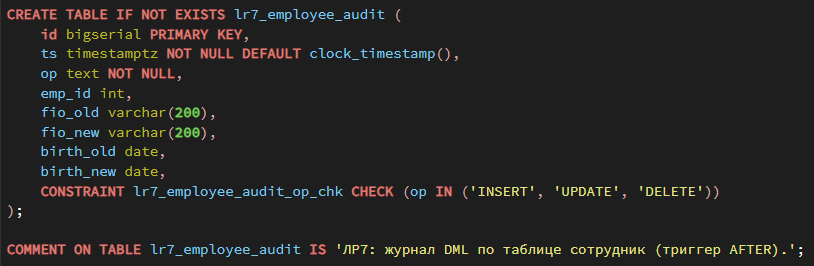 CREATE TABLE IF NOT EXISTS lr7_employee_audit (
    id bigserial PRIMARY KEY,
    ts timestamptz NOT NULL DEFAULT clock_timestamp(),
    op text NOT NULL,
    emp_id int,
    fio_old varchar(200),
    fio_new varchar(200),
    birth_old date,
    birth_new date,
    CONSTRAINT lr7_employee_audit_op_chk CHECK (op IN ('INSERT', 'UPDATE', 'DELETE'))
);
COMMENT ON TABLE lr7_employee_audit IS 'ЛР7: журнал DML по таблице сотрудник (триггер AFTER).';